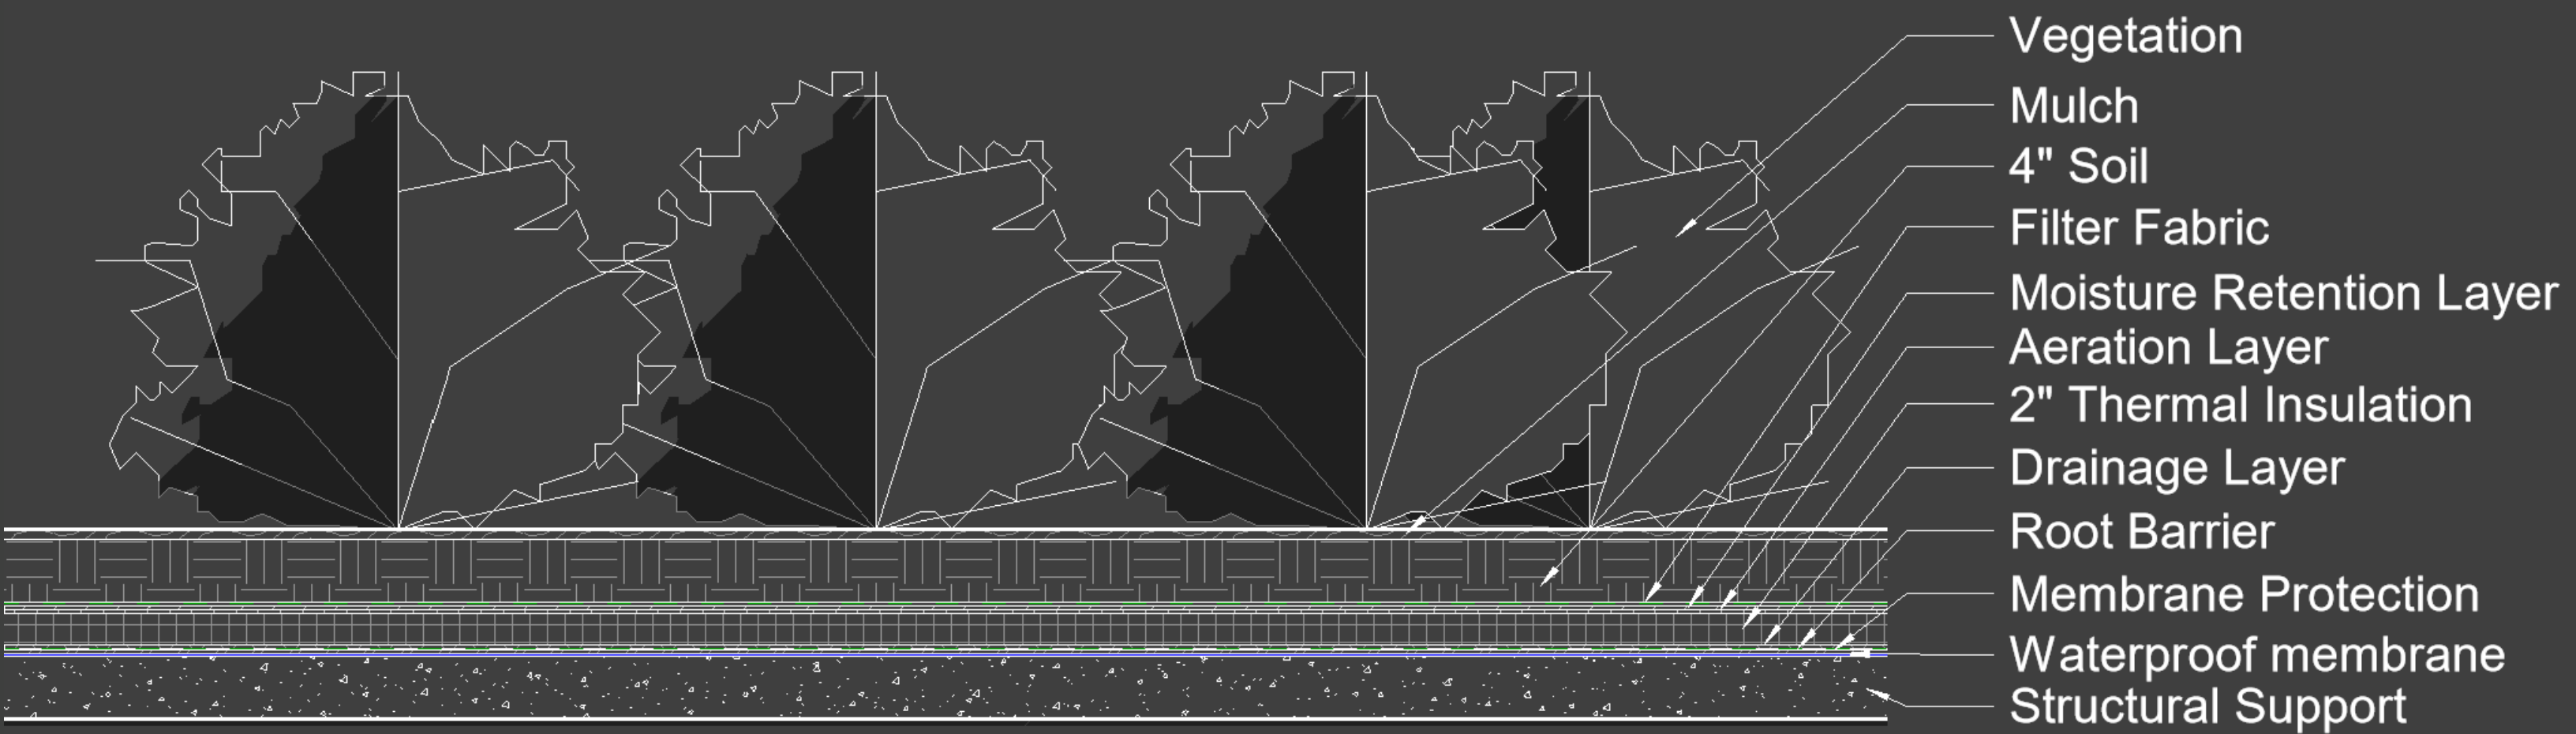 Vegetation
Mulch
4" Soil
Filter Fabric
Moisture Retention Layer
Aeration Layer
2" Thermal Insulation
Drainage Layer
Root Barrier
Membrane Protection
Waterproof membrane
Structural Support